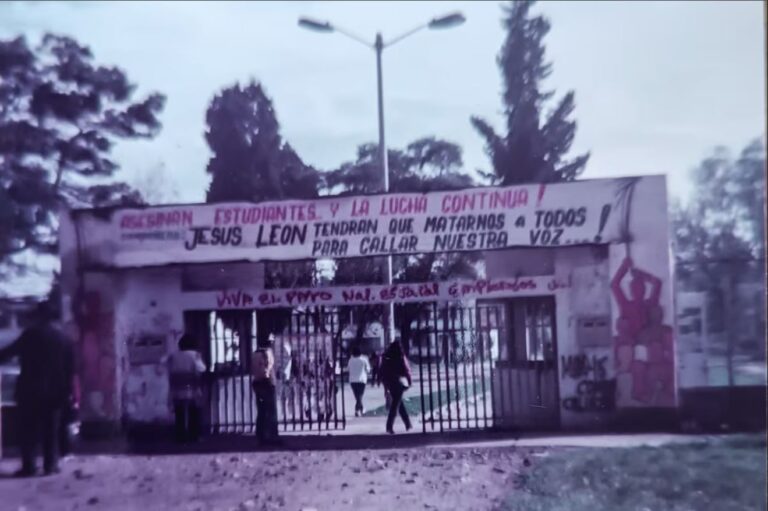 ASESINAN ESTUDIANTES.. Y LA LUCHA CONTINUA !
JESUS LEON TENDRAN QUE MATARNOS A TODOS
PARA CALLAR NUESTRA VOZ...!
VIVA EL PARO NAL.